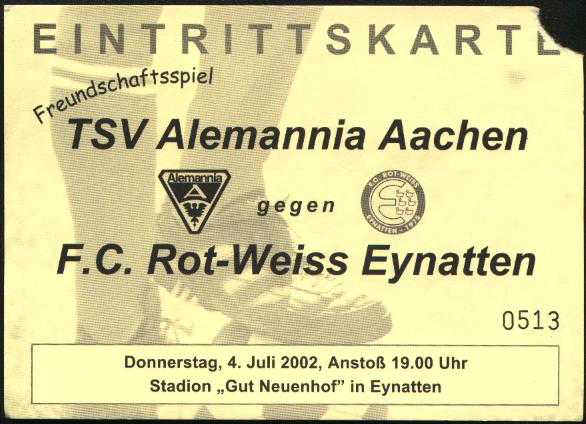 EINTRITTSKARTE
Freundschaftsspiel
TSV Alemannia Aachen
Alemannia
gegen
F.C. ROT-WEISS
EYNATTEN - 1975
F.C. Rot-Weiss Eynatten
0513
Donnerstag, 4. Juli 2002, Anstoß 19.00 Uhr
Stadion „Gut Neuenhof” in Eynatten